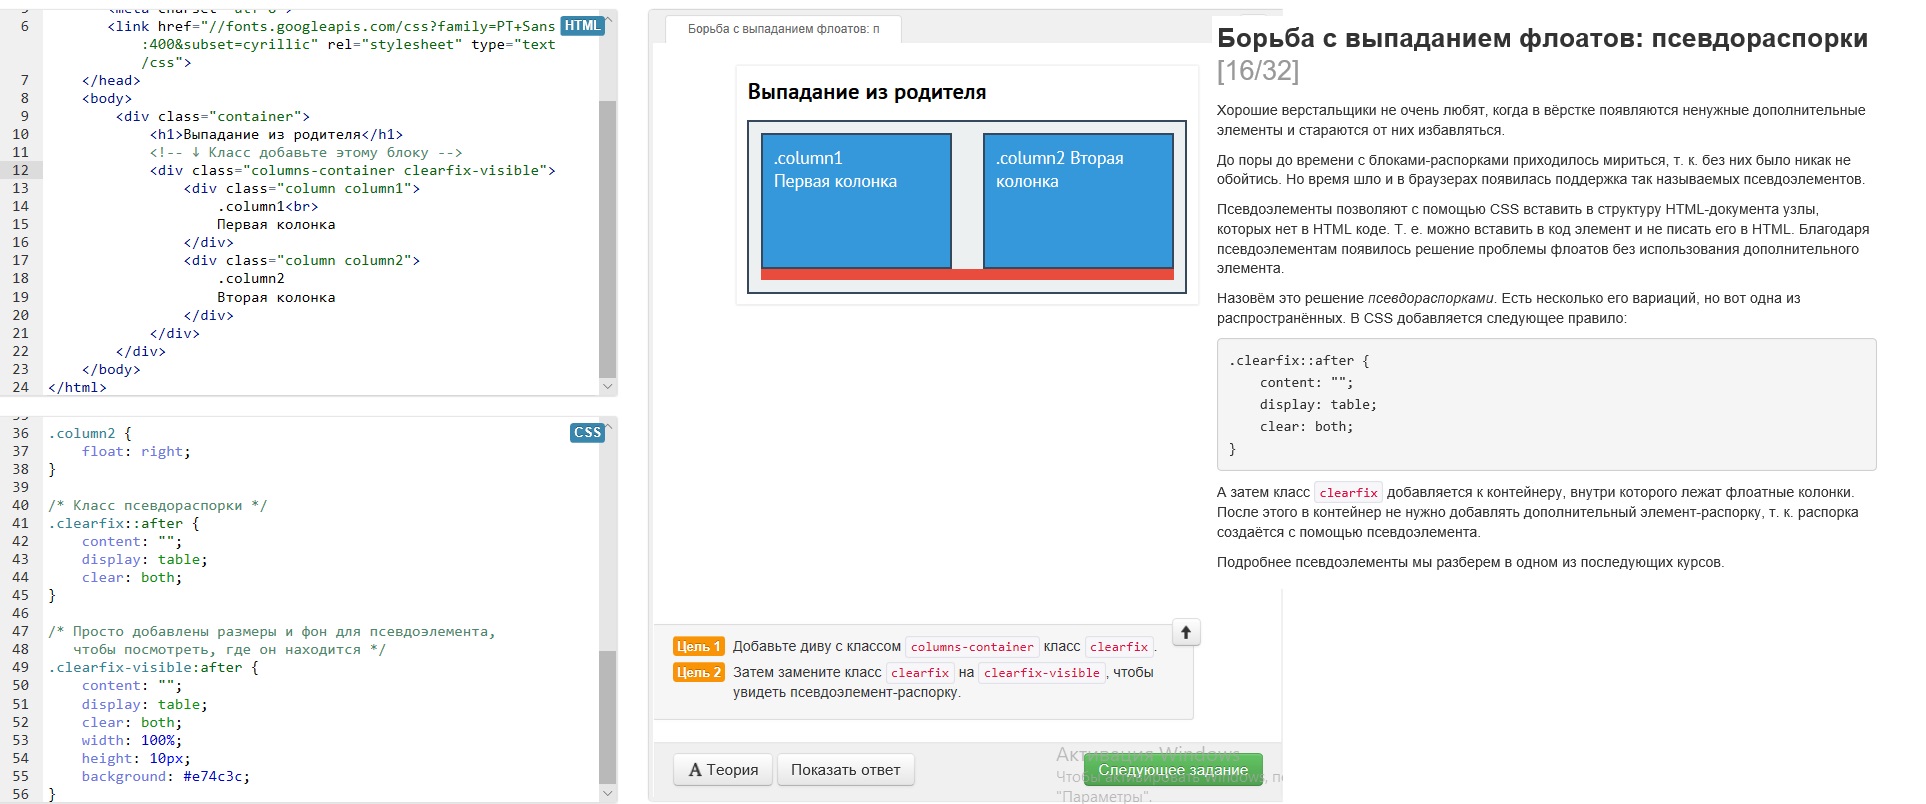 <meta charset="utf-8">
6 <link href="//fonts.googleapis.com/css?family=PT+Sans
:400&subset=cyrillic" rel="stylesheet" type="text
/css">
7 </head>
8 <body>
9 <div class="container">
10 <h1>Выпадание из родителя</h1>
11 <!-- ↓ Класс добавьте этому блоку -->
12 <div class="columns-container clearfix-visible">
13 <div class="column column1">
14 .column1<br>
15 Первая колонка
16 </div>
17 <div class="column column2">
18 .column2
19 Вторая колонка
20 </div>
21 </div>
22 </div>
23 </body>
24 </html>
HTML
36 .column2 {
37 float: right;
38 }
39
40 /* Класс псевдораспорки */
41 .clearfix::after {
42 content: "";
43 display: table;
44 clear: both;
45 }
46
47 /* Просто добавлены размеры и фон для псевдоэлемента,
48 чтобы посмотреть, где он находится */
49 .clearfix-visible:after {
50 content: "";
51 display: table;
52 clear: both;
53 width: 100%;
54 height: 10px;
55 background: #e74c3c;
56 }
CSS
Борьба с выпаданием флоатов: п
Выпадание из родителя
.column1
Первая колонка
.column2 Вторая
колонка
Цель 1 Добавьте диву с классом columns-container класс clearfix.
Цель 2 Затем замените класс clearfix на clearfix-visible, чтобы
увидеть псевдоэлемент-распорку.
Теория
Показать ответ
Следующее задание
Активация Windows
Чтобы активировать Windows, п
"Параметры".
Борьба с выпаданием флоатов: псевдораспорки
[16/32]
Хорошие верстальщики не очень любят, когда в вёрстке появляются ненужные дополнительные
элементы и стараются от них избавляться.
До поры до времени с блоками-распорками приходилось мириться, т. к. без них было никак не
обойтись. Но время шло и в браузерах появилась поддержка так называемых псевдоэлементов.
Псевдоэлементы позволяют с помощью CSS вставить в структуру HTML-документа узлы,
которых нет в HTML коде. Т. е. можно вставить в код элемент и не писать его в HTML. Благодаря
псевдоэлементам появилось решение проблемы флоатов без использования дополнительного
элемента.
Назовём это решение псевдораспорками. Есть несколько его вариаций, но вот одна из
распространённых. В CSS добавляется следующее правило:
.clearfix::after {
content: "";
display: table;
clear: both;
}
А затем класс clearfix добавляется к контейнеру, внутри которого лежат флоатные колонки.
После этого в контейнер не нужно добавлять дополнительный элемент-распорку, т. к. распорка
создаётся с помощью псевдоэлемента.
Подробнее псевдоэлементы мы разберем в одном из последующих курсов.